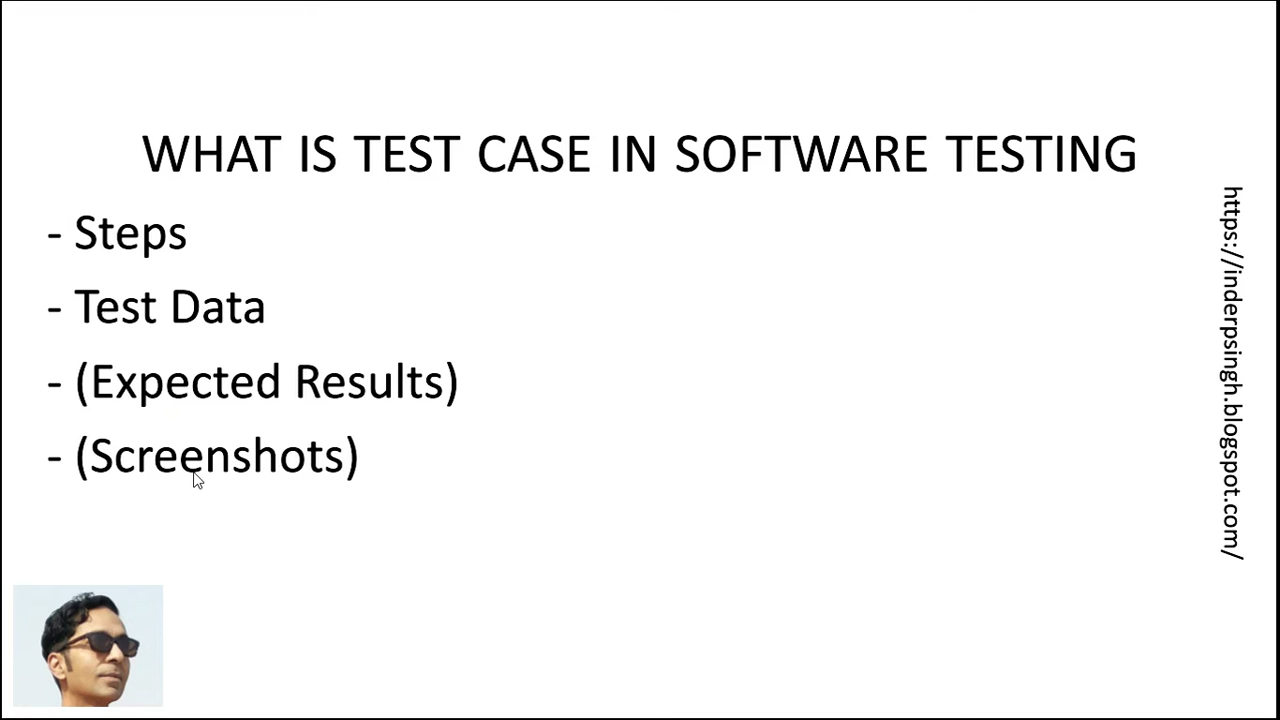 WHAT IS TEST CASE IN SOFTWARE TESTING
- Steps
- Test Data
- (Expected Results)
- (Screenshots)
https://inderpsingh.blogspot.com/